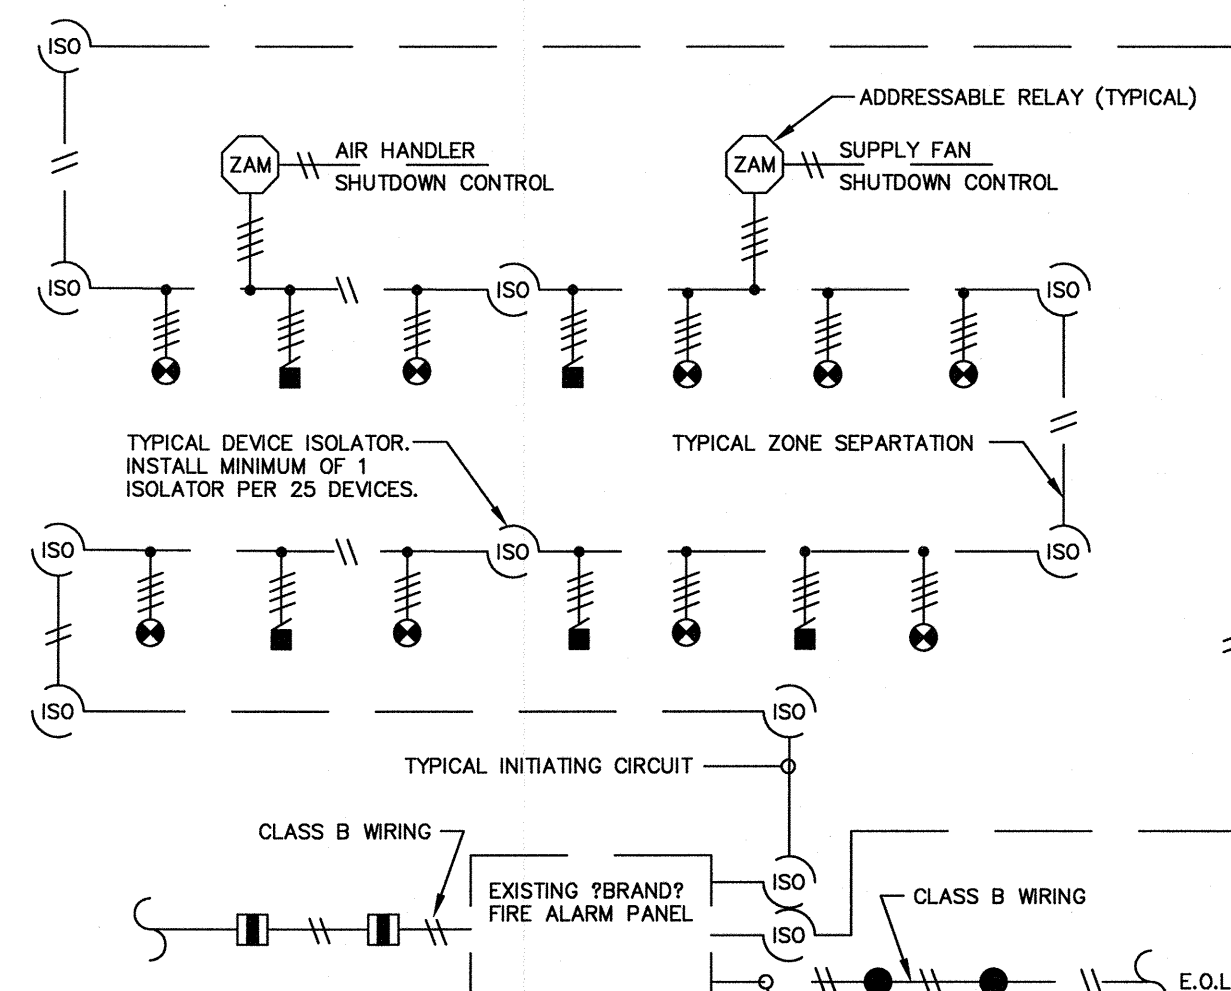 ISO
ADDRESSABLE RELAY (TYPICAL)
ZAM
AIR HANDLER
SHUTDOWN CONTROL
ZAM
SUPPLY FAN
SHUTDOWN CONTROL
ISO
ISO
ISO
TYPICAL DEVICE ISOLATOR.
INSTALL MINIMUM OF 1
ISOLATOR PER 25 DEVICES.
TYPICAL ZONE SEPARTATION
ISO
ISO
ISO
ISO
ISO
TYPICAL INITIATING CIRCUIT
CLASS B WIRING
EXISTING ?BRAND?
FIRE ALARM PANEL
ISO
ISO
CLASS B WIRING
E.O.L